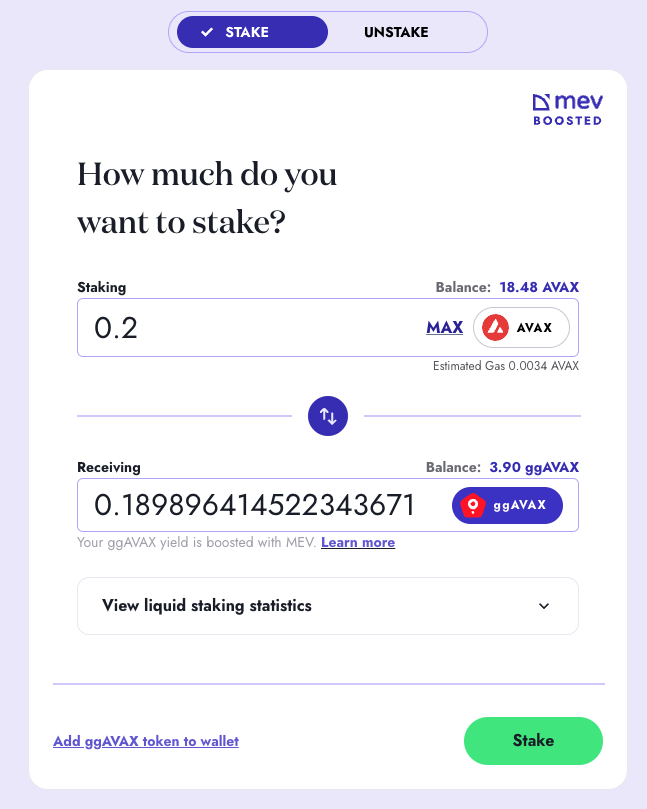 STAKE UNSTAKE
mev
BOOSTED
How much do you
want to stake?
Staking Balance: 18.48 AVAX
0.2 MAX AVAX
Estimated Gas 0.0034 AVAX
Receiving Balance: 3.90 ggAVAX
0.189896414522343671 ggAVAX
Your ggAVAX yield is boosted with MEV. Learn more
View liquid staking statistics
Add ggAVAX token to wallet Stake